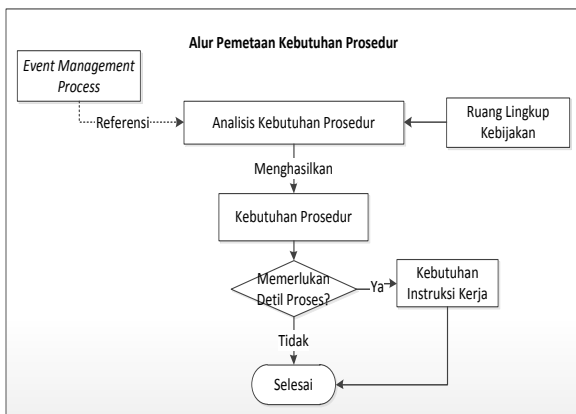 Alur Pemetaan Kebutuhan Prosedur
Event Management
Process
Referensi
Analisis Kebutuhan Prosedur
Ruang Lingkup
Kebijakan
Menghasilkan
Kebutuhan Prosedur
Memerlukan
Detil Proses?
Ya
Kebutuhan
Instruksi Kerja
Tidak
Selesai